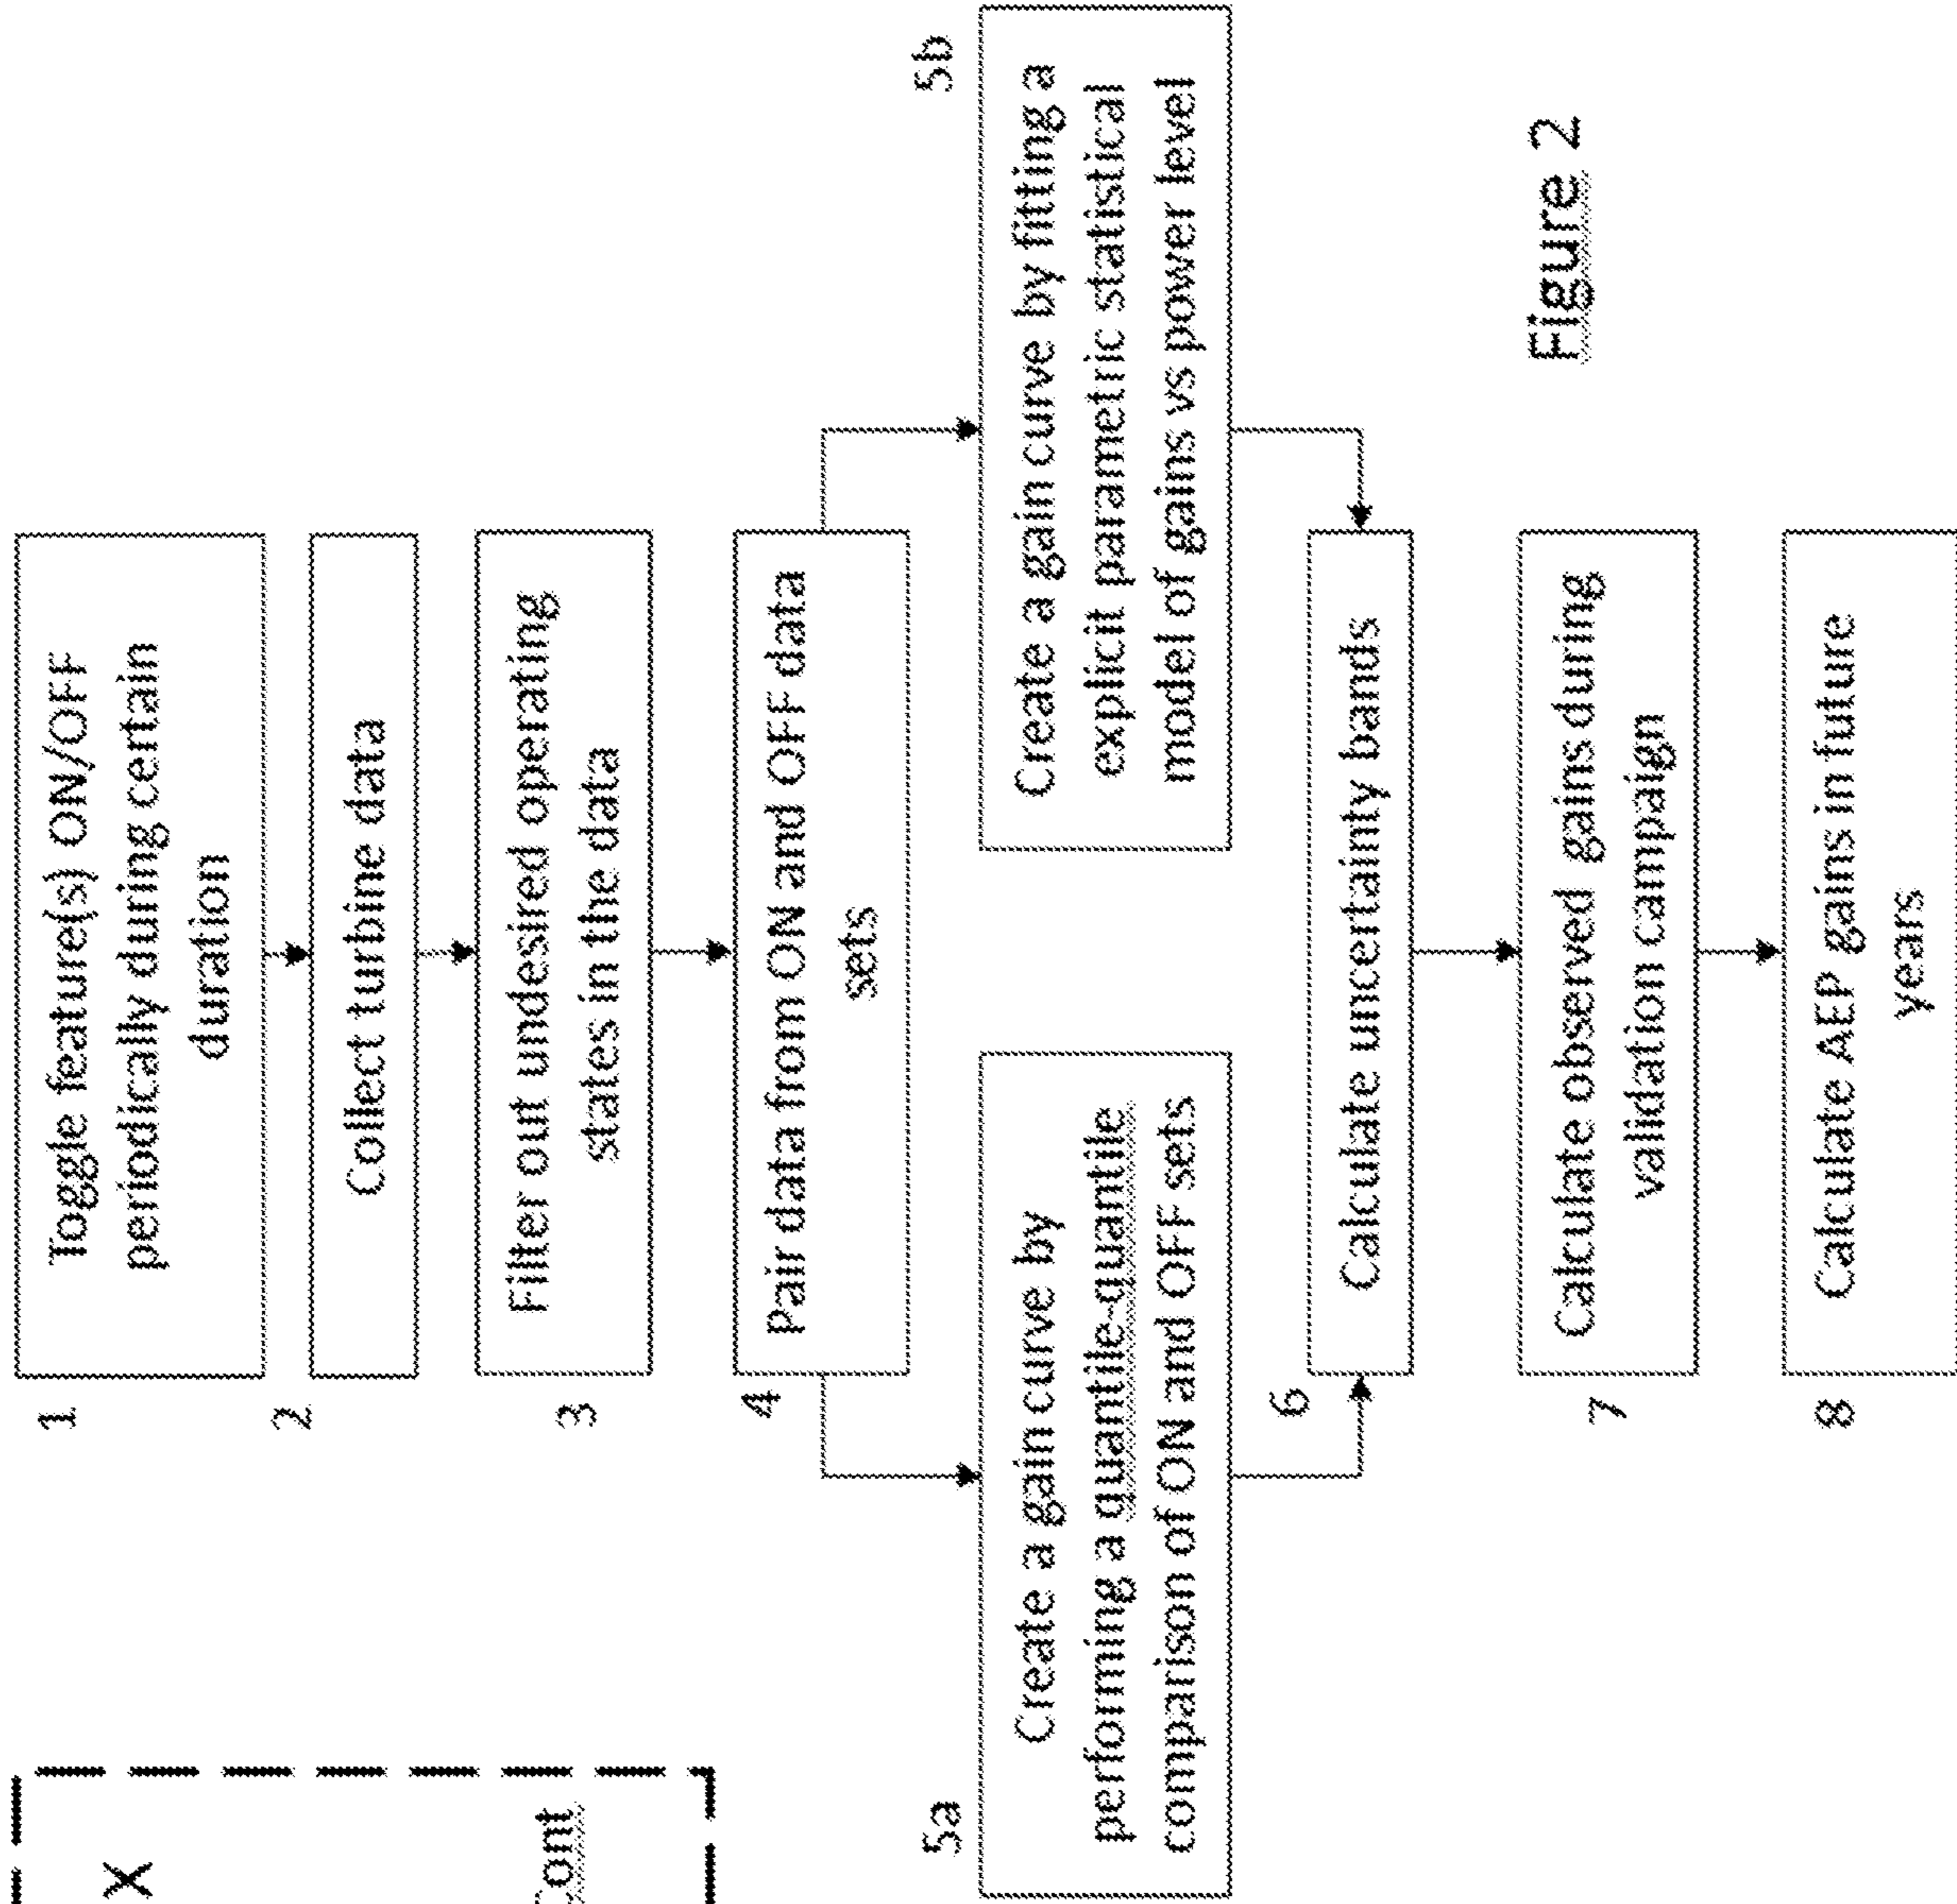 1
Toggle feature(s) ON/OFF
periodically during certain
duration
2
Collect turbine data
3
Filter out undesired operating
states in the data
4
Pair data from ON and OFF data
sets
5a
Create a gain curve by
performing a quantile-quantile
comparison of ON and OFF sets
5b
Create a gain curve by fitting a
explicit parametric statistical
model of gains vs power level
6
Calculate uncertainty bands
7
Calculate observed gains during
validation campaign
8
Calculate AEP gains in future
years
Figure 2
X